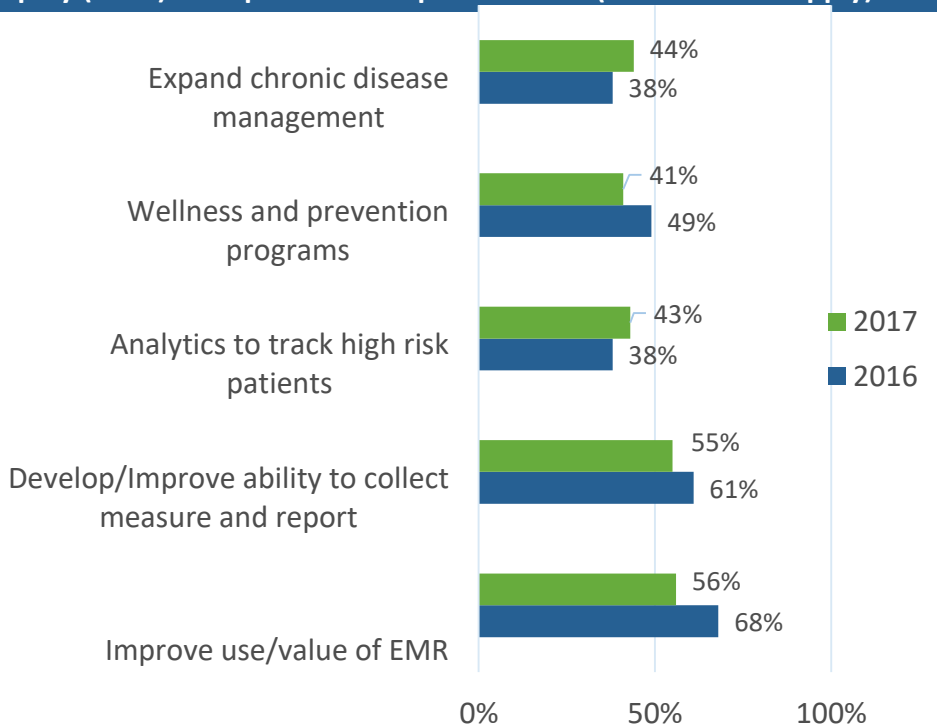 44%
Expand chronic disease
management
38%
41%
Wellness and prevention
programs
49%
43%
Analytics to track high risk
patients
38%
2017
2016
55%
Develop/Improve ability to collect
measure and report
61%
56%
68%
Improve use/value of EMR
0% 50% 100%